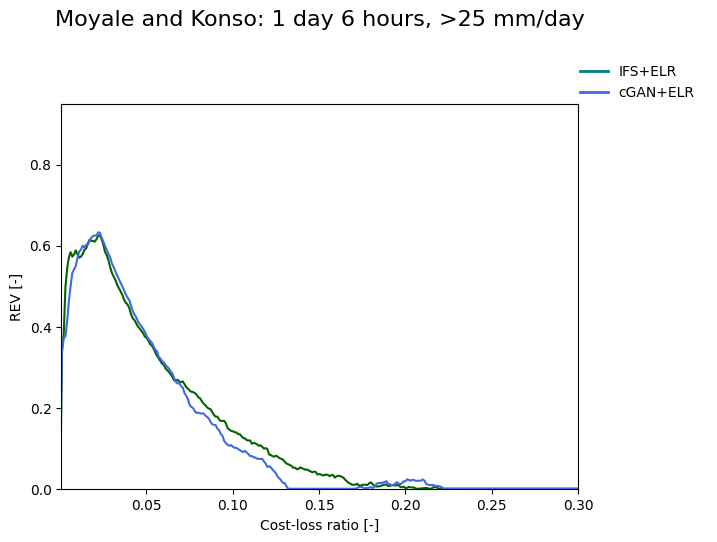 Moyale and Konso: 1 day 6 hours, >25 mm/day
IFS+ELR
cGAN+ELR
0.8
0.6
0.4
0.2
0.0
REV [-]
0.05 0.10 0.15 0.20 0.25 0.30
Cost-loss ratio [-]